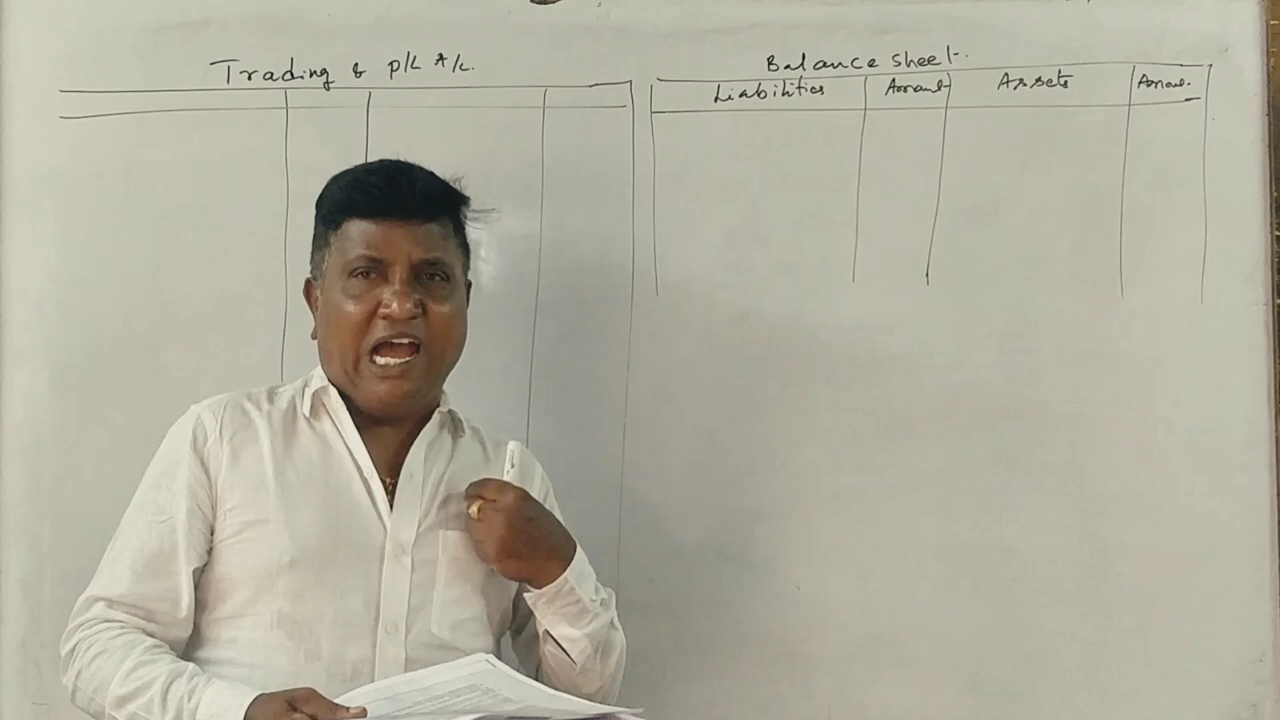 Trading & P/L A/c.
Balance sheet.
Liabilities Amount Assets Amou.